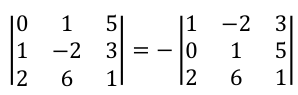 |0 1 5| |1 -2 3|
|1 -2 3| = - |0 1 5|
|2 6 1| |2 6 1|